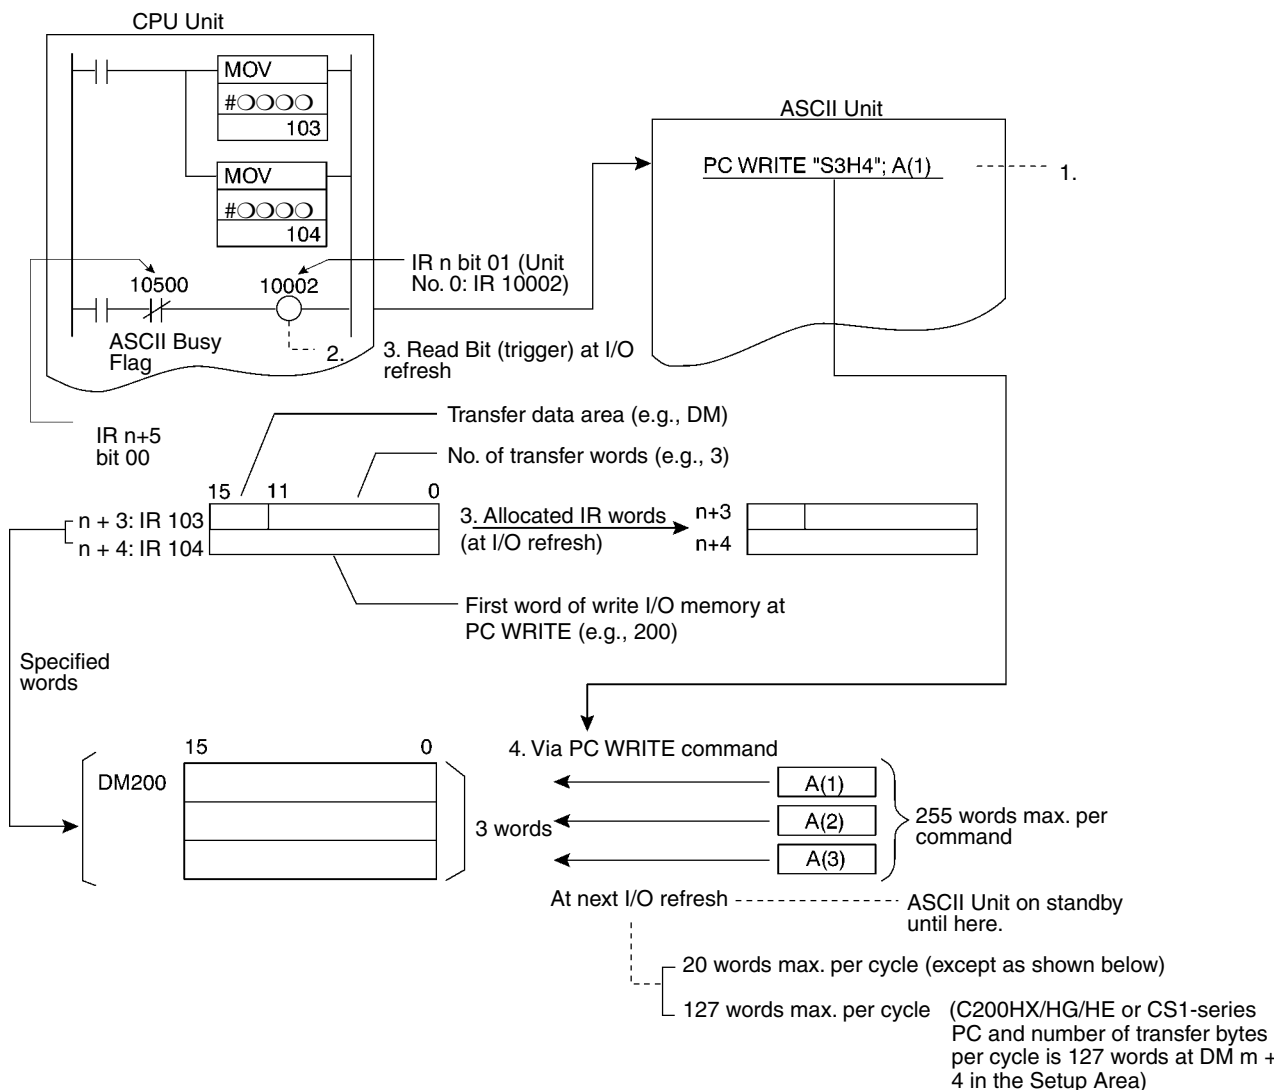 CPU Unit
MOV
#○○○○
103
MOV
#○○○○
104
10500
10002
ASCII Busy
Flag
2.
IR n bit 01 (Unit
No. 0: IR 10002)
3. Read Bit (trigger) at I/O
refresh
IR n+5
bit 00
ASCII Unit
PC WRITE "S3H4"; A(1)
1.
Transfer data area (e.g., DM)
No. of transfer words (e.g., 3)
15 11 0
n + 3: IR 103
n + 4: IR 104
3. Allocated IR words
(at I/O refresh)
n+3
n+4
First word of write I/O memory at
PC WRITE (e.g., 200)
Specified
words
15 0
DM200
3 words
4. Via PC WRITE command
A(1)
A(2)
A(3)
255 words max. per
command
At next I/O refresh
ASCII Unit on standby
until here.
20 words max. per cycle (except as shown below)
127 words max. per cycle (C200HX/HG/HE or CS1-series
PC and number of transfer bytes
per cycle is 127 words at DM m +
4 in the Setup Area)